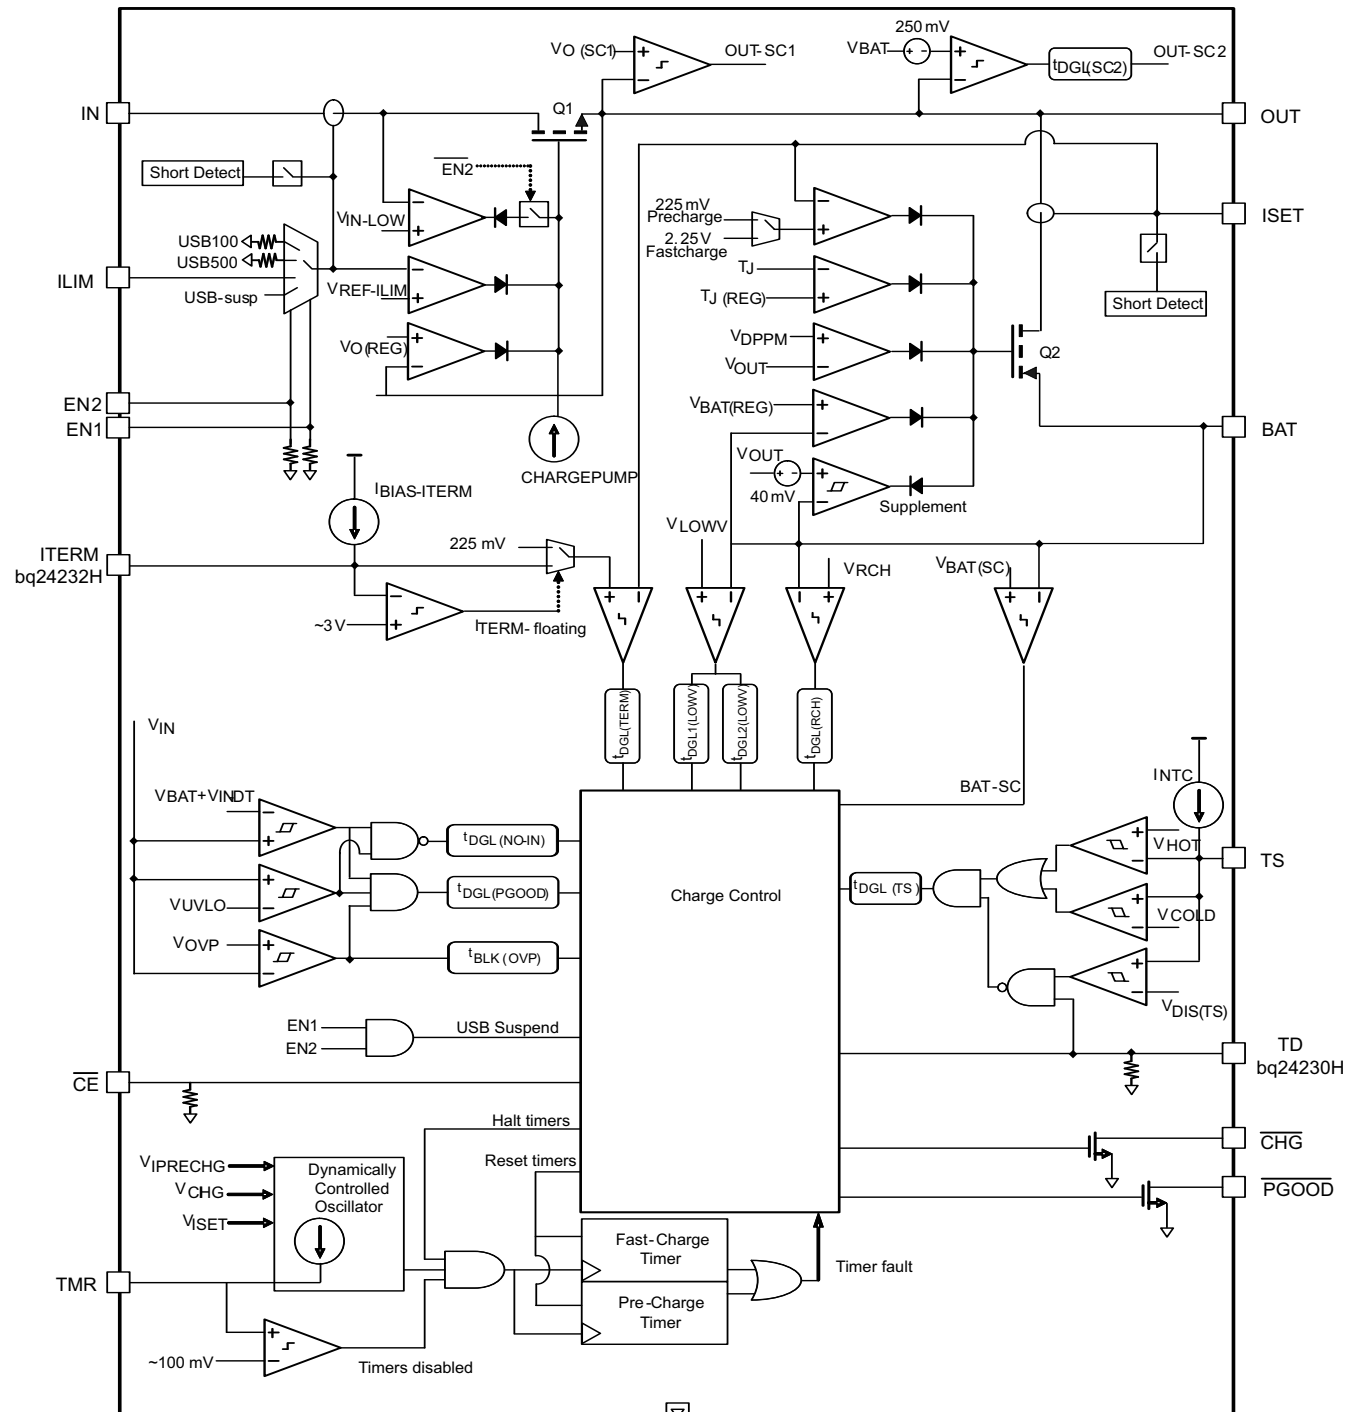 250 mV
VO (SC1)
OUT-SC1
VBAT
tDGL(SC2)
OUT-SC2
IN
Q1
OUT
Short Detect
EN2
VIN-LOW
225 mV
Precharge
2.25V
Fastcharge
ISET
USB100
USB500
ILIM
USB-susp
VREF-ILIM
TJ
TJ (REG)
Short Detect
VO(REG)
VDPPM
VOUT
Q2
EN2
EN1
VBAT(REG)
BAT
CHARGEPUMP
VOUT
40mV
Supplement
IBIAS-ITERM
VLOWV
ITERM
bq24232H
225 mV
VRCH
VBAT(SC)
~3V
ITERM- floating
tDGL(TERM)
tDGL1(LOWV)
tDGL2(LOWV)
tDGL(RCH)
VIN
BAT-SC
INTC
VBAT+VINDT
tDGL(NO-IN)
VHOT
TS
Charge Control
tDGL (TS)
tDGL(PGOOD)
VUVLO
VCOLD
VOVP
tBLK(OVP)
VDIS(TS)
EN1
EN2
USB Suspend
TD
bq24230H
CE
Halt timers
CHG
Reset timers
VIPRECHG
VCHG
VISET
Dynamically
Controlled
Oscillator
PGOOD
TMR
Fast-Charge
Timer
Timer fault
Pre-Charge
Timer
~100 mV
Timers disabled